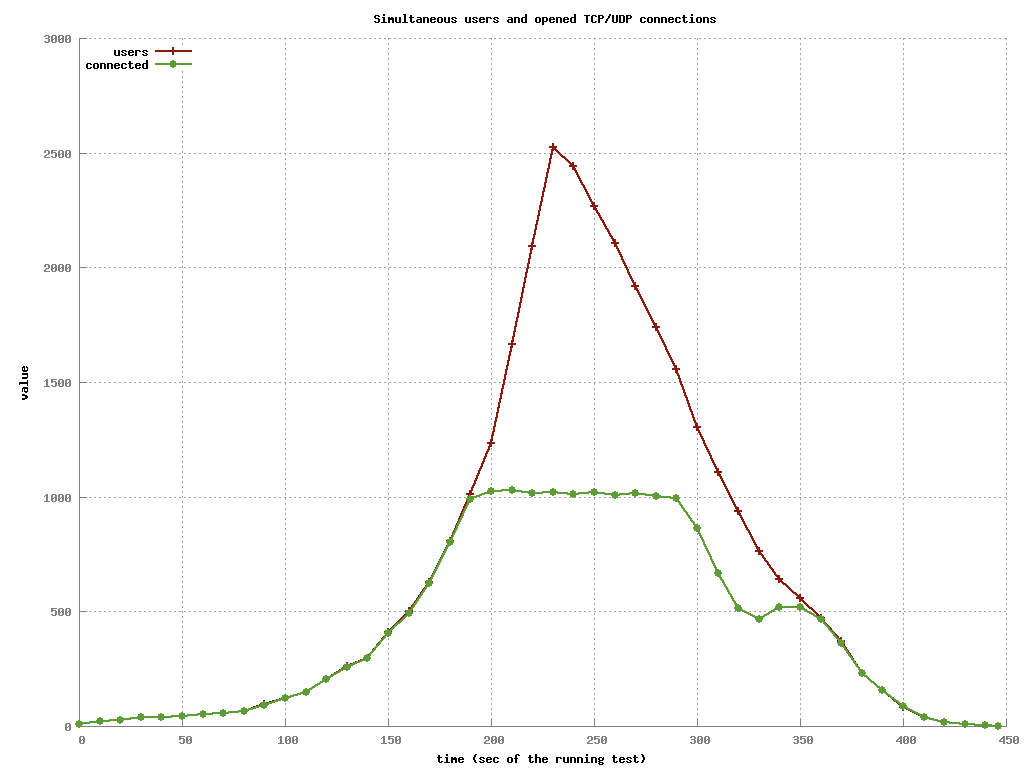 Simultaneous users and opened TCP/UDP connections
3000
users
connected
2500
2000
1500
value
1000
500
0
0 50 100 150 200 250 300 350 400 450
time (sec of the running test)